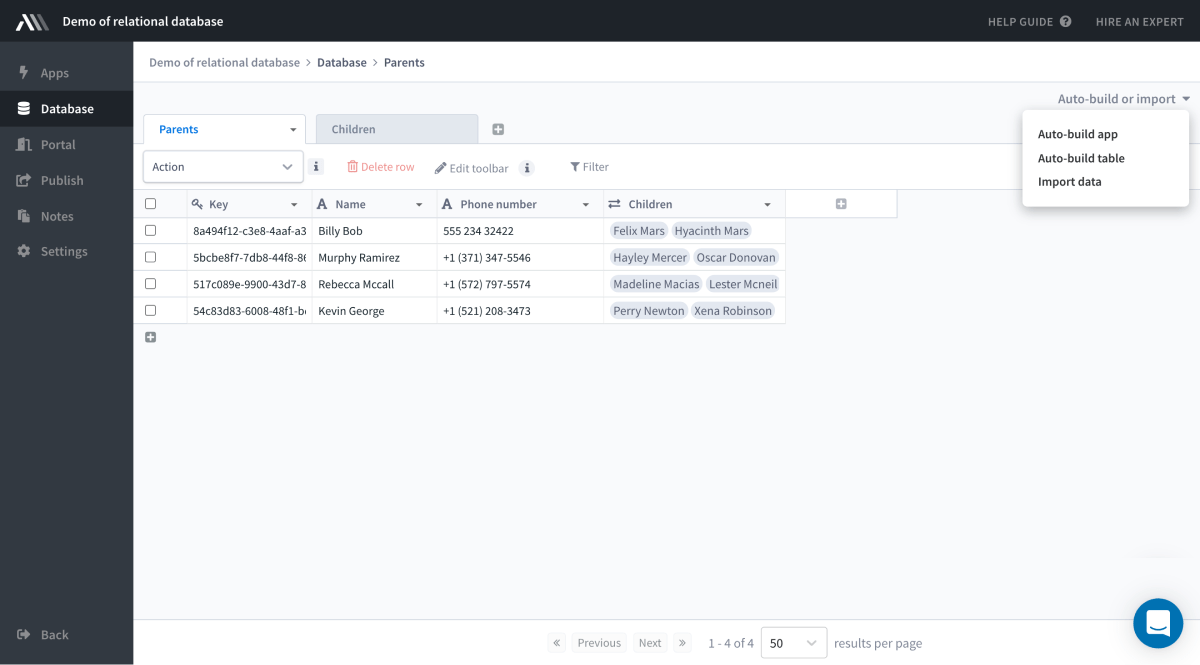 Demo of relational database
HELP GUIDE
HIRE AN EXPERT
Apps
Database
Portal
Publish
Notes
Settings
Back
Demo of relational database > Database > Parents
Auto-build or import
Auto-build app
Auto-build table
Import data
Parents
Children
Action
Delete row
Edit toolbar
Filter
Key Name Phone number Children
8a494f12-c3e8-4aaf-a3 Billy Bob 555 234 32422 Felix Mars Hyacinth Mars
5bcbe8f7-7db8-44f8-86 Murphy Ramirez +1 (371) 347-5546 Hayley Mercer Oscar Donovan
517c089e-9900-43d7-8 Rebecca Mccall +1 (572) 797-5574 Madeline Macias Lester Mcneil
54c83d83-6008-48f1- Kevin George +1 (521) 208-3473 Perry Newton Xena Robinson
« Previous Next » 1 - 4 of 4 50 results per page